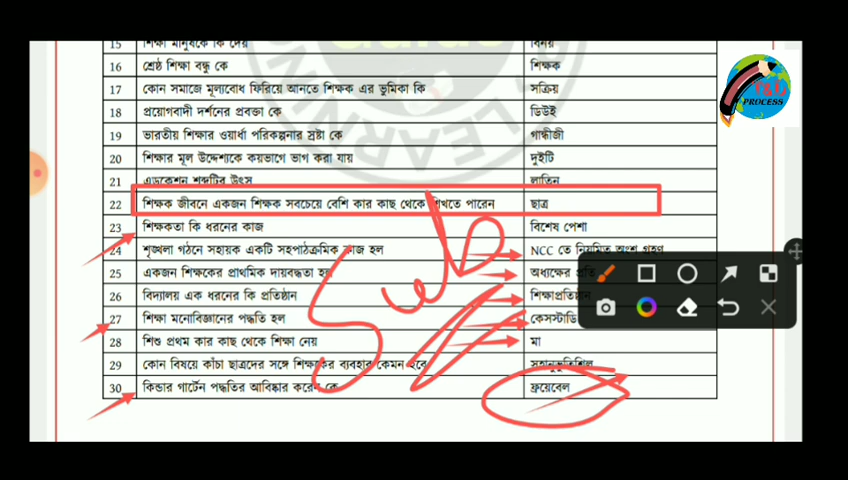 15 শিক্ষা মানুষকে কি দেয় বিনয়
16 শ্রেষ্ঠ শিক্ষা বন্ধু কে শিক্ষক
17 কোন সমাজে মূল্যবোধ ফিরিয়ে আনতে শিক্ষক এর ভুমিকা কি সক্রিয়
18 প্রয়োগবাদী দর্শনের প্রবক্তা কে ডিউই
19 ভারতীয় শিক্ষার ওয়ার্ধা পরিকল্পনার স্রষ্টা কে গান্ধীজী
20 শিক্ষার মূল উদ্দেশ্যকে কয়ভাগে ভাগ করা যায় দুইটি
21 এডুকেশন শব্দটির উৎস লাতিন
22 শিক্ষক জীবনে একজন শিক্ষক সবচেয়ে বেশি কার কাছ থেকে শিখতে পারেন ছাত্র
23 শিক্ষকতা কি ধরনের কাজ বিশেষ পেশা
24 শৃঙ্খলা গঠনে সহায়ক একটি সহপাঠক্রমিক কাজ হল NCC তে নিয়মিত অংশ গ্রহণ
25 একজন শিক্ষকের প্রাথমিক দায়বদ্ধতা হল অধ্যক্ষের প্রতি
26 বিদ্যালয় এক ধরনের কি প্রতিষ্ঠান শিক্ষাপ্রতিষ্ঠান
27 শিক্ষা মনোবিজ্ঞানের পদ্ধতি হল কেসস্টাডি
28 শিশু প্রথম কার কাছ থেকে শিক্ষা নেয় মা
29 কোন বিষয়ে কাঁচা ছাত্রদের সঙ্গে শিক্ষকের ব্যবহার কেমন হবে সহানুভুতিশিল
30 কিন্ডার গার্টেন পদ্ধতির আবিষ্কার করেন কে ফ্রয়েবেল
Sub
PROCESS
LEARNIN